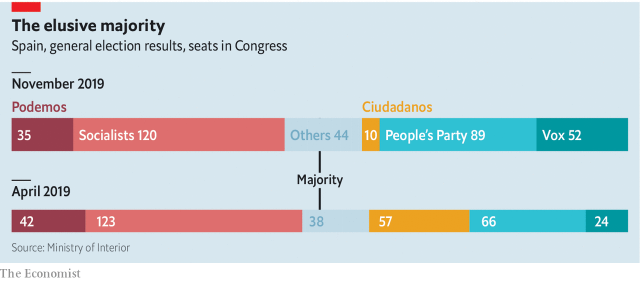 The elusive majority
Spain, general election results, seats in Congress
November 2019
Podemos Ciudadanos
35 Socialists 120 Others 44 10 People's Party 89 Vox 52
Majority
April 2019
42 123 38 57 66 24
Source: Ministry of Interior
The Economist